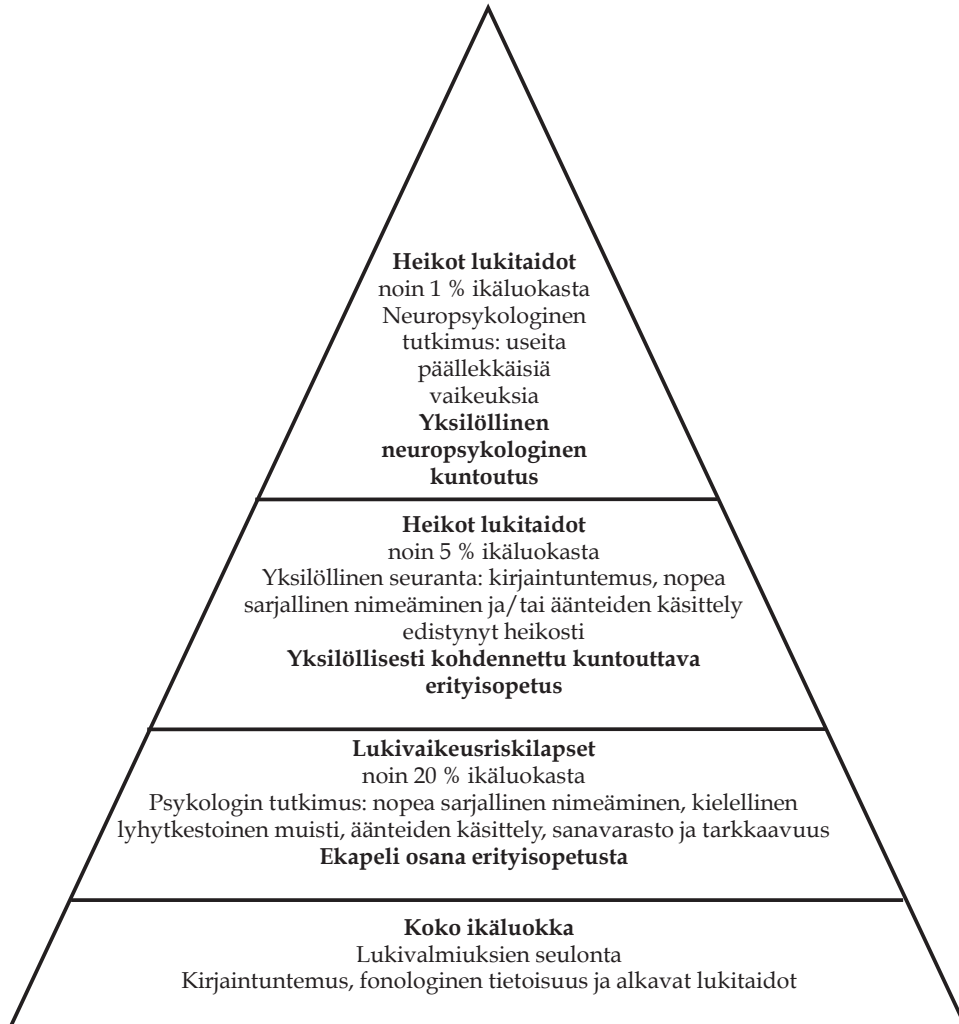 Heikot lukitaidot
noin 1 % ikäluokasta
Neuropsykologinen
tutkimus: useita
päällekkäisiä
vaikeuksia
Yksilöllinen
neuropsykologinen
kuntoutus
Heikot lukitaidot
noin 5 % ikäluokasta
Yksilöllinen seuranta: kirjaintuntemus, nopea
sarjallinen nimeäminen ja/tai äänteiden käsittely
edistynyt heikosti
Yksilöllisesti kohdennettu kuntouttava
erityisopetus
Lukivaikeusriskilapset
noin 20 % ikäluokasta
Psykologin tutkimus: nopea sarjallinen nimeäminen, kielellinen
lyhytkestoinen muisti, äänteiden käsittely, sanavarasto ja tarkkaavuus
Ekapeli osana erityisopetusta
Koko ikäluokka
Lukivalmiuksien seulonta
Kirjaintuntemus, fonologinen tietoisuus ja alkavat lukitaidot